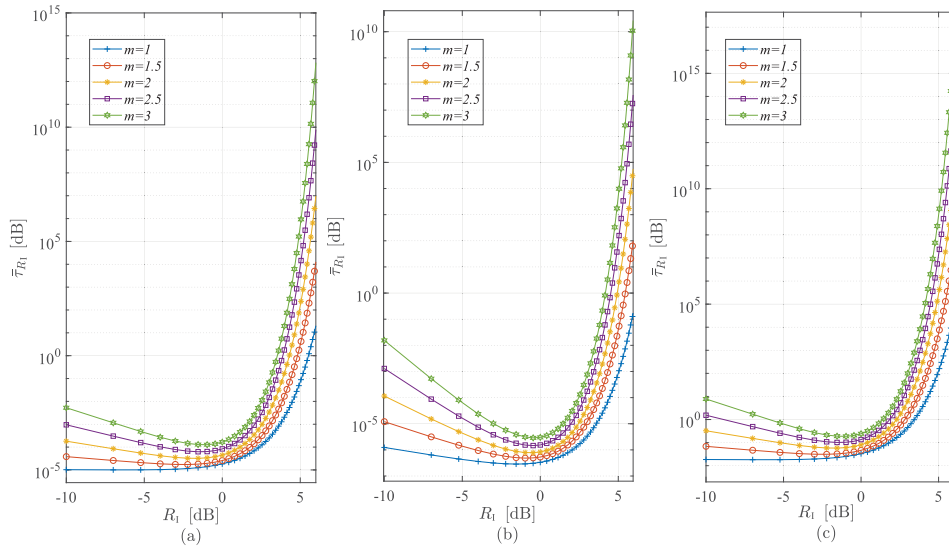 10^15
10^10
10^5
10^0
10^-5
τ̄_{R_I} [dB]
m=1
m=1.5
m=2
m=2.5
m=3
-10
-5
0
5
R_I [dB]
(a)
10^10
10^5
10^0
10^-5
τ̄_{R_I} [dB]
m=1
m=1.5
m=2
m=2.5
m=3
-10
-5
0
5
R_I [dB]
(b)
10^15
10^10
10^5
10^0
τ̄_{R_I} [dB]
m=1
m=1.5
m=2
m=2.5
m=3
-10
-5
0
5
R_I [dB]
(c)